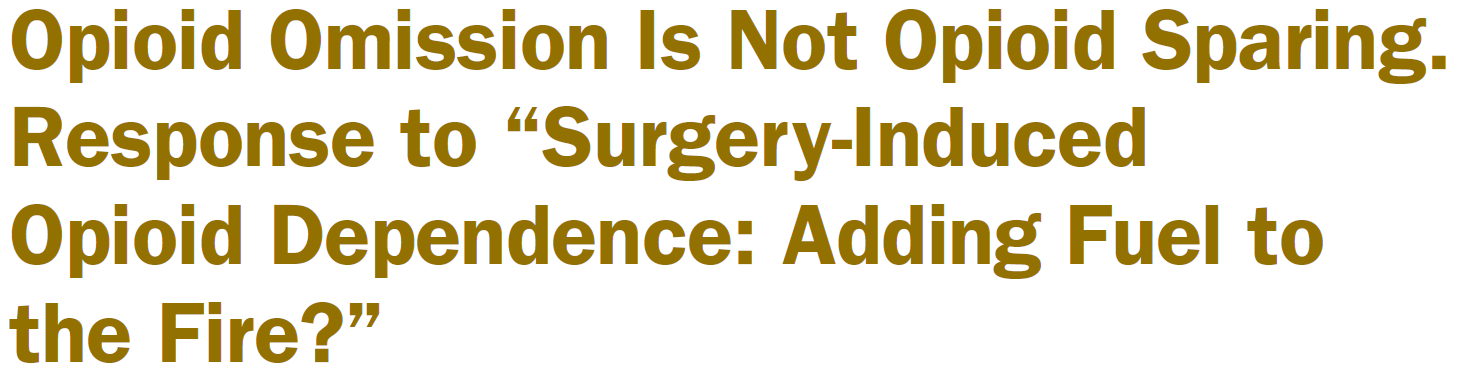 Opioid Omission Is Not Opioid Sparing.
Response to “Surgery-Induced
Opioid Dependence: Adding Fuel to
the Fire?”